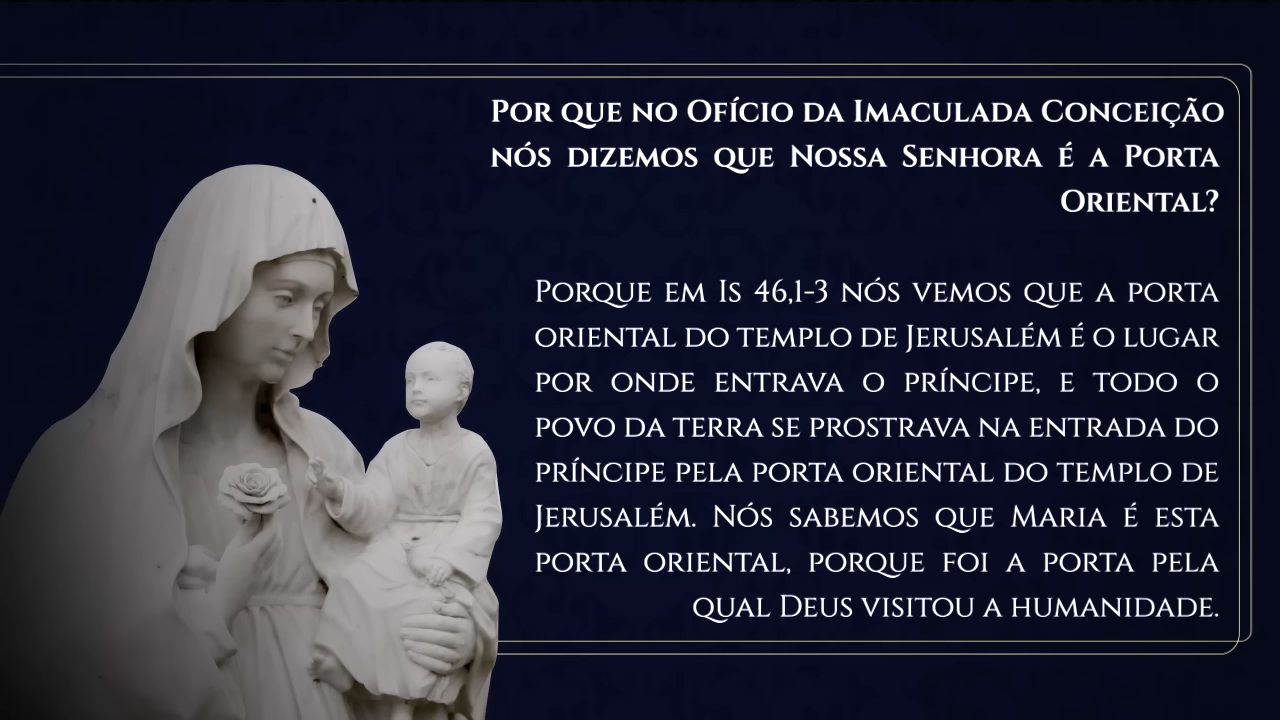 Por que no Ofício da Imaculada Conceição
nós dizemos que Nossa Senhora é a Porta
Oriental?
Porque em Is 46,1-3 nós vemos que a porta
oriental do templo de Jerusalém é o lugar
por onde entrava o príncipe, e todo o
povo da terra se prostrava na entrada do
príncipe pela porta oriental do templo de
Jerusalém. Nós sabemos que Maria é esta
porta oriental, porque foi a porta pela
qual Deus visitou a humanidade.